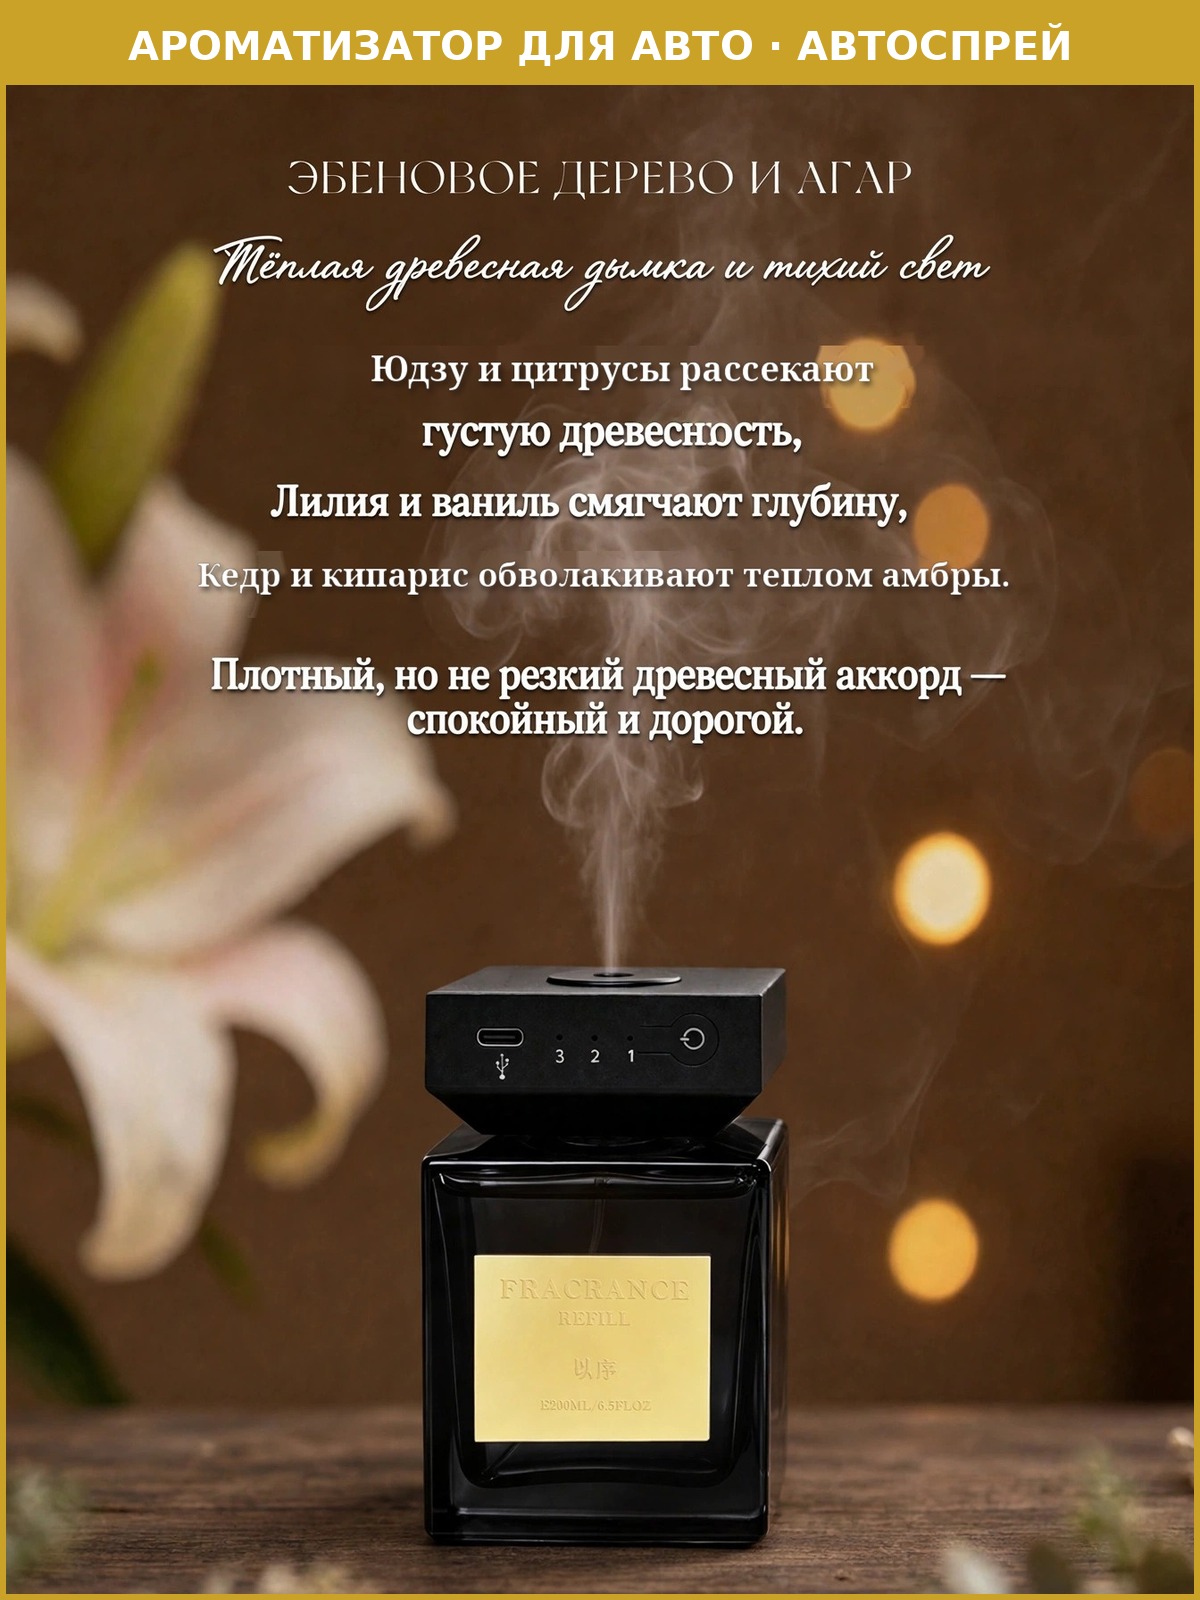 АРОМАТИЗАТОР ДЛЯ АВТО · АВТОСПРЕЙ
ЭБЕНОВОЕ ДЕРЕВО И АГАР
Тёплая древесная дымка и тихий свет
Юдзу и цитрусы рассекают
густую древесность,
Лилия и ваниль смягчают глубину,
Кедр и кипарис обволакивают теплом амбры.
Плотный, но не резкий древесный аккорд —
спокойный и дорогой.
3 2 1
FRAGRANCE
REFILL
以序
E200ML/6.5FLOZ